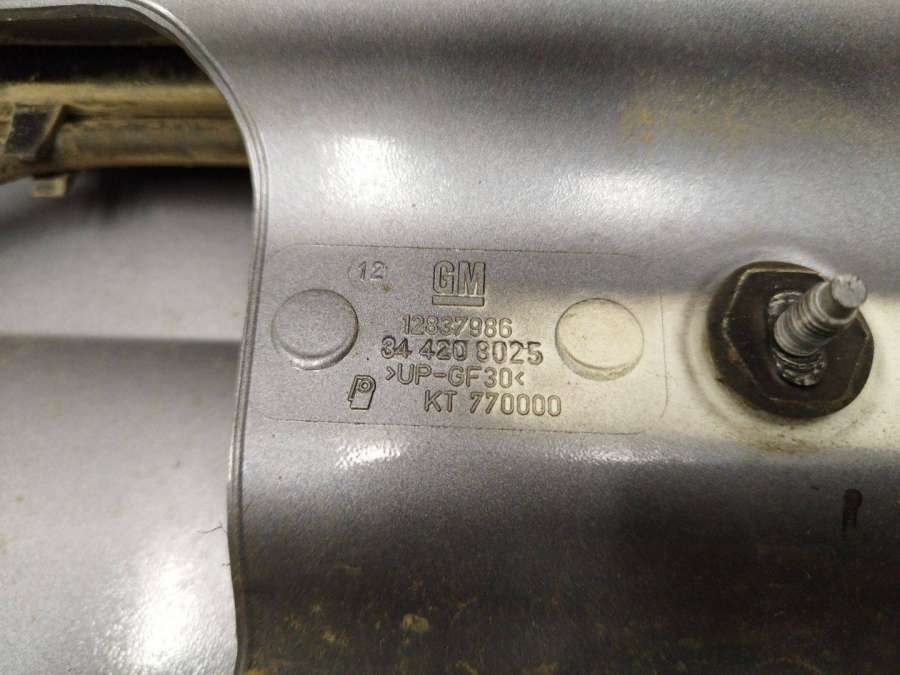 12 GM
12837986
34 420 8025
>UP-GF30<
KT 770000